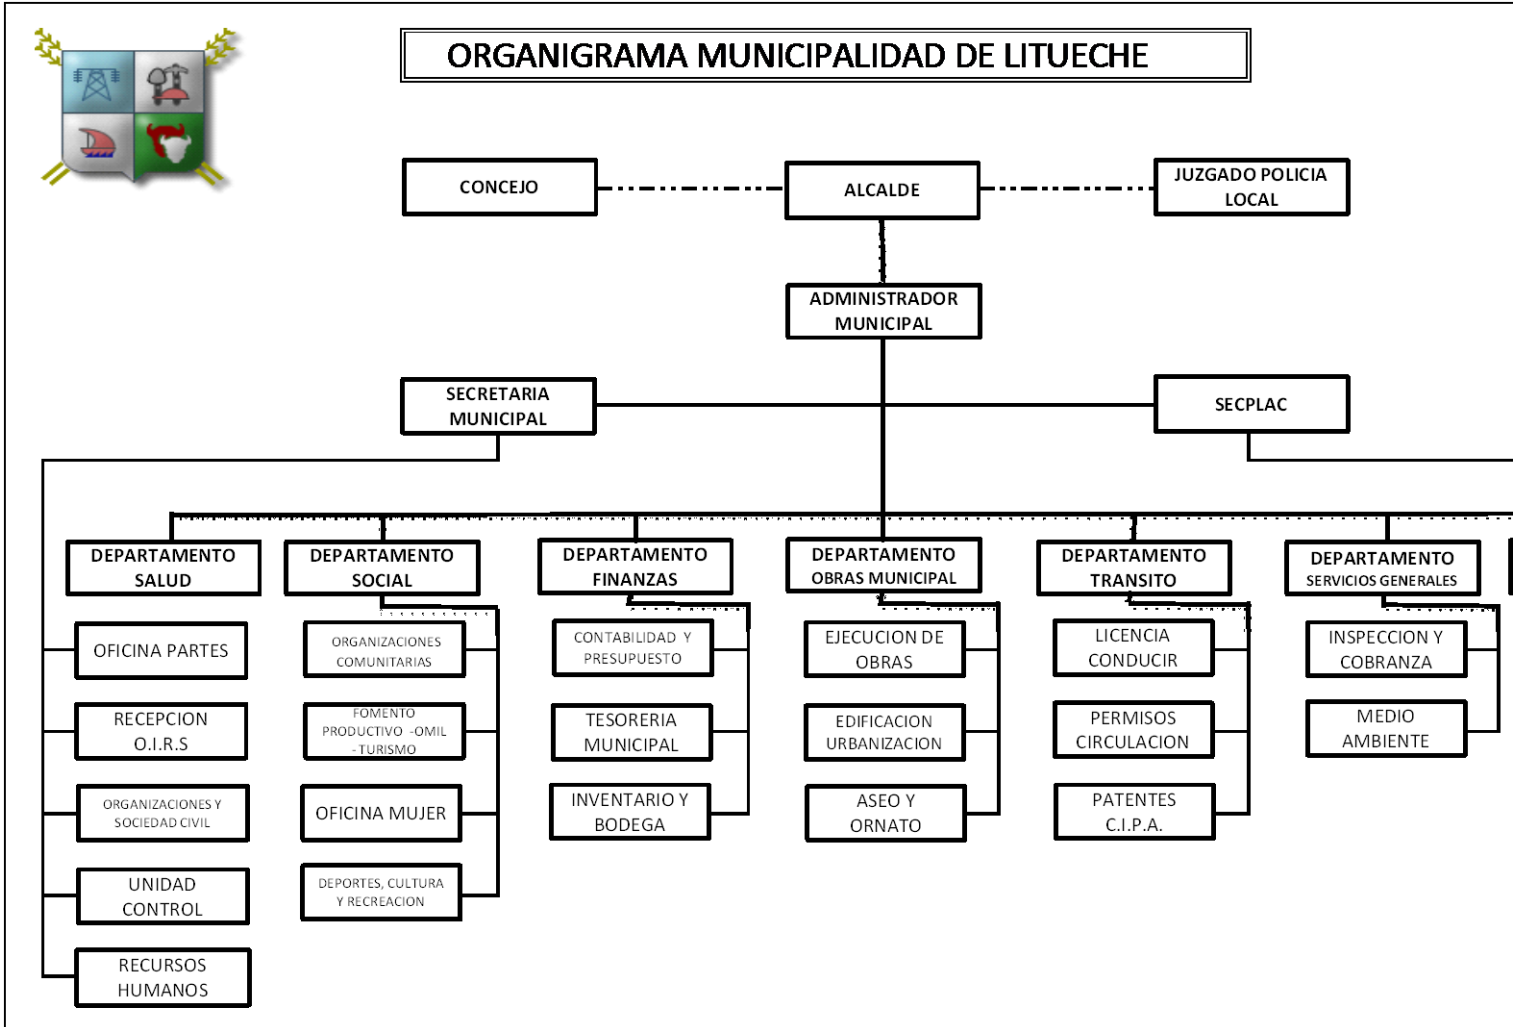 ORGANIGRAMA MUNICIPALIDAD DE LITUECHE
CONCEJO
ALCALDE
JUZGADO POLICIA
LOCAL
ADMINISTRADOR
MUNICIPAL
SECRETARIA
MUNICIPAL
SECPLAC
DEPARTAMENTO
SALUD
DEPARTAMENTO
SOCIAL
DEPARTAMENTO
FINANZAS
DEPARTAMENTO
OBRAS MUNICIPAL
DEPARTAMENTO
TRANSITO
DEPARTAMENTO
SERVICIOS GENERALES
OFICINA PARTES
RECEPCION
O.I.R.S
ORGANIZACIONES Y
SOCIEDAD CIVIL
UNIDAD
CONTROL
RECURSOS
HUMANOS
ORGANIZACIONES
COMUNITARIAS
FOMENTO
PRODUCTIVO -OMIL
- TURISMO
OFICINA MUJER
DEPORTES, CULTURA
Y RECREACION
CONTABILIDAD Y
PRESUPUESTO
TESORERIA
MUNICIPAL
INVENTARIO Y
BODEGA
EJECUCION DE
OBRAS
EDIFICACION
URBANIZACION
ASEO Y
ORNATO
LICENCIA
CONDUCIR
PERMISOS
CIRCULACION
PATENTES
C.I.P.A.
INSPECCION Y
COBRANZA
MEDIO
AMBIENTE